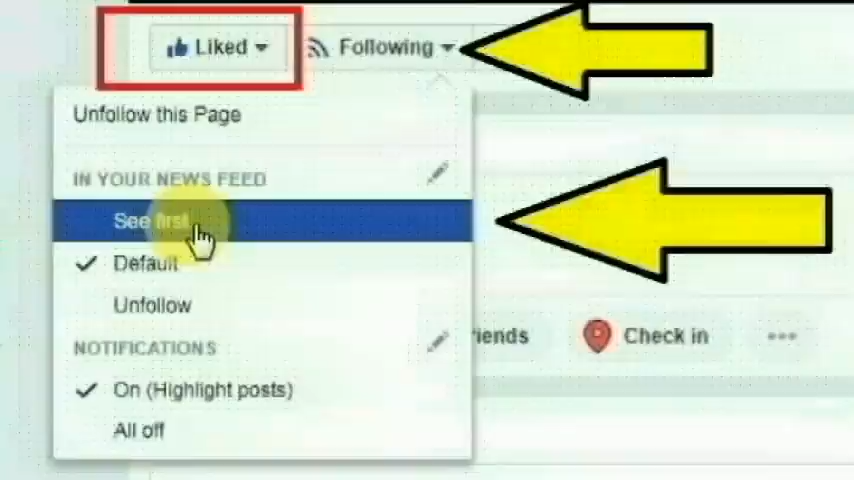 Liked Following
Unfollow this Page
IN YOUR NEWS FEED
See first
Default
Unfollow
riends Check in
NOTIFICATIONS
On (Highlight posts)
All off